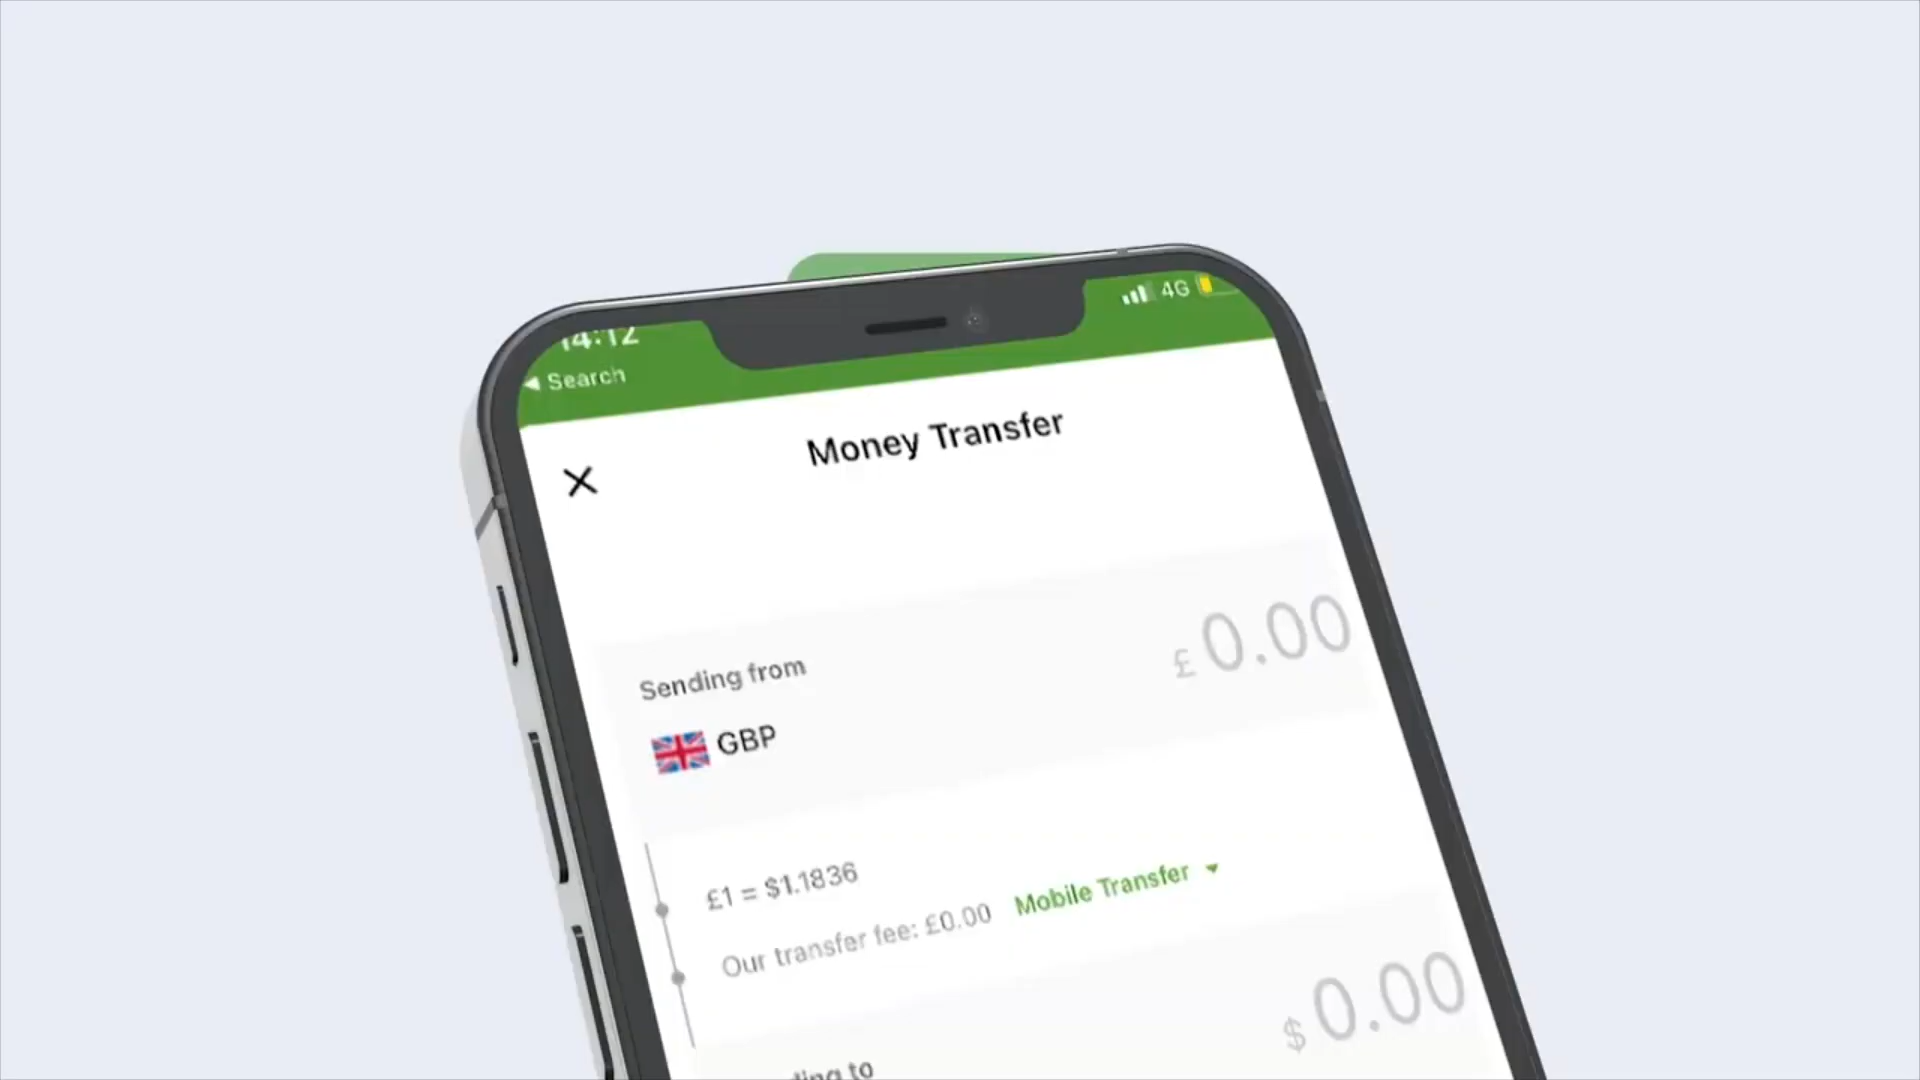 14:12
4G
Search
Money Transfer
Sending from
£0.00
GBP
£1 = $1.1836
Our transfer fee: £0.00 Mobile Transfer
$0.00
to